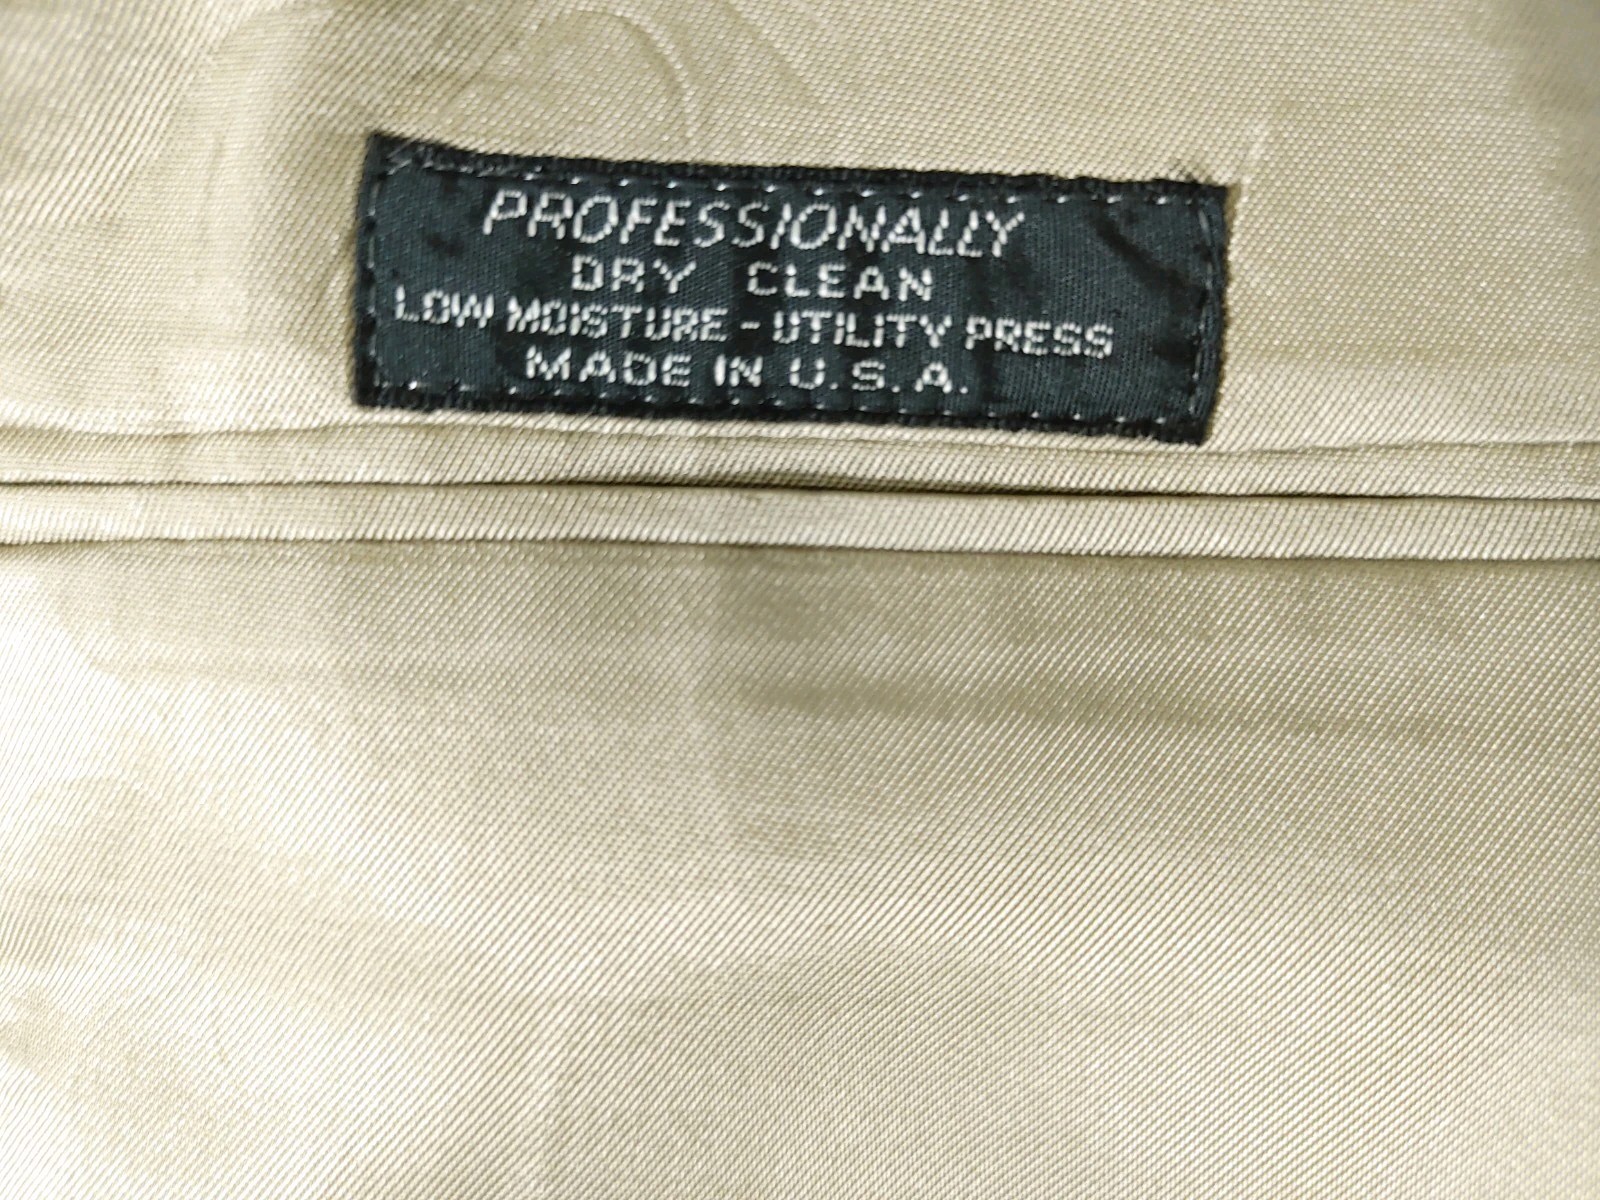 PROFESSIONALLY
DRY CLEAN
LOW MOISTURE - UTILITY PRESS
MADE IN U.S.A.